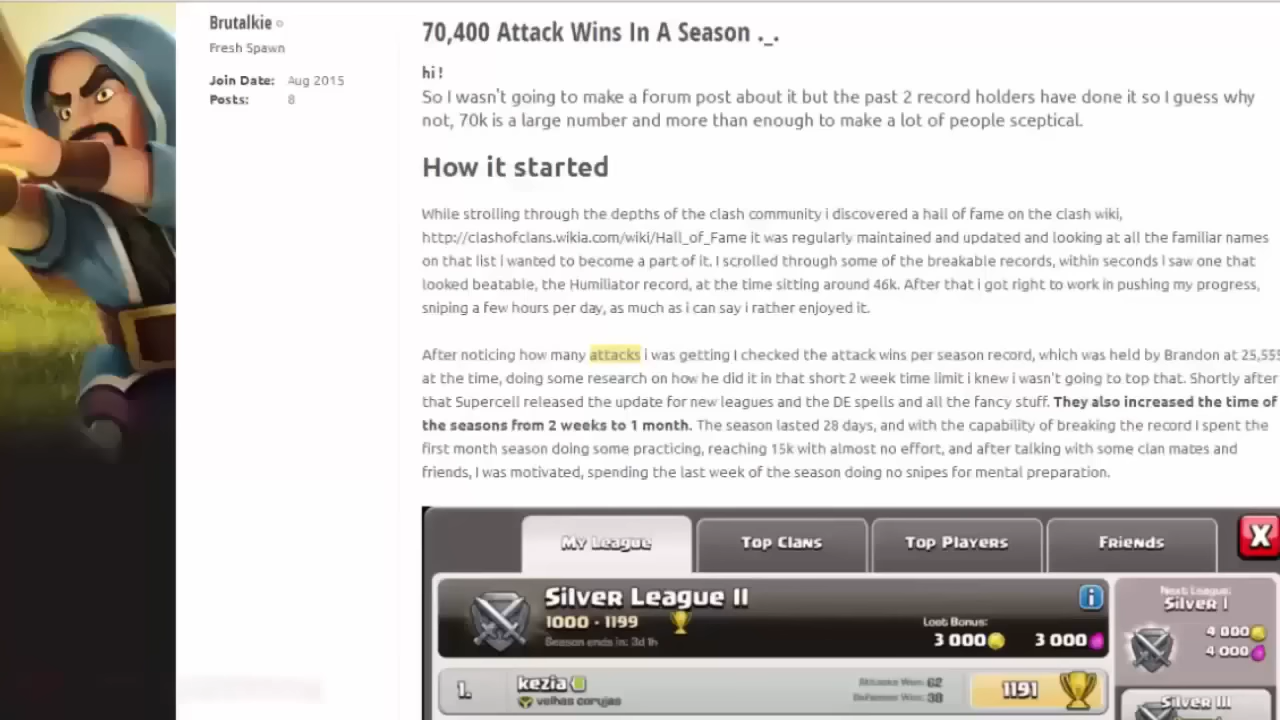 Brutalkie
Fresh Spawn
Join Date: Aug 2015
Posts: 8
70,400 Attack Wins In A Season ._.
hi !
So I wasn't going to make a forum post about it but the past 2 record holders have done it so I guess why
not, 70k is a large number and more than enough to make a lot of people sceptical.
How it started
While strolling through the depths of the clash community i discovered a hall of fame on the clash wiki,
http://clashofclans.wikia.com/wiki/Hall_of_Fame it was regularly maintained and updated and looking at all the familiar names
on that list i wanted to become a part of it. I scrolled through some of the breakable records, within seconds i saw one that
looked beatable, the Humiliator record, at the time sitting around 46k. After that i got right to work in pushing my progress,
sniping a few hours per day, as much as i can say i rather enjoyed it.
After noticing how many attacks i was getting I checked the attack wins per season record, which was held by Brandon at 25,555
at the time, doing some research on how he did it in that short 2 week time limit i knew i wasn't going to top that. Shortly after
that Supercell released the update for new leagues and the DE spells and all the fancy stuff. They also increased the time of
the seasons from 2 weeks to 1 month. The season lasted 28 days, and with the capability of breaking the record I spent the
first month season doing some practicing, reaching 15k with almost no effort, and after talking with some clan mates and
friends, I was motivated, spending the last week of the season doing no snipes for mental preparation.
My League
Top Clans
Top Players
Friends
X
Silver League II
1000 - 1199
Season ends in: 3d 1h
i
Loot Bonus:
3 000 3 000
Next League:
Silver I
4 000
4 000
1.
kezia
velhas corujas
Attacks Won: 62
Defenses Won: 38
1191
Silver III